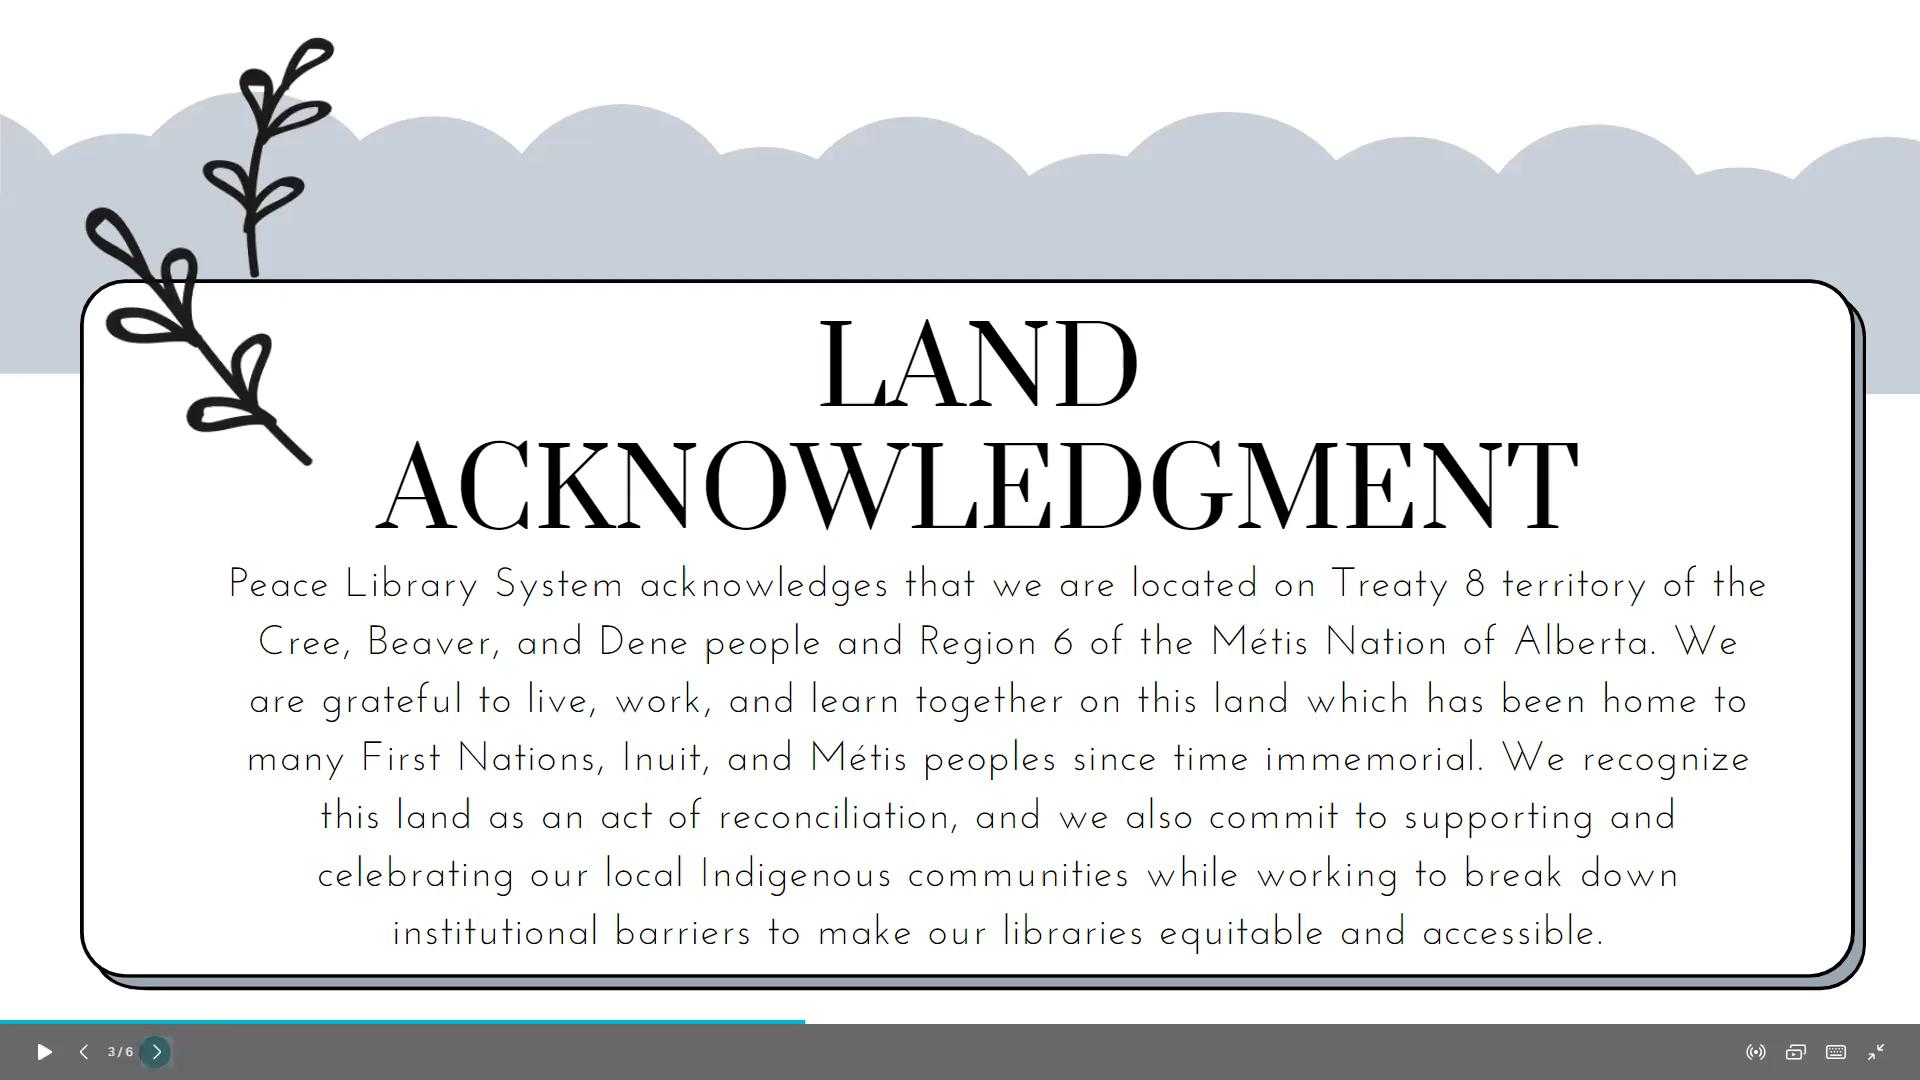 LAND
ACKNOWLEDGMENT
Peace Library System acknowledges that we are located on Treaty 8 territory of the
Cree, Beaver, and Dene people and Region 6 of the Métis Nation of Alberta. We
are grateful to live, work, and learn together on this land which has been home to
many First Nations, Inuit, and Métis peoples since time immemorial. We recognize
this land as an act of reconciliation, and we also commit to supporting and
celebrating our local Indigenous communities while working to break down
institutional barriers to make our libraries equitable and accessible.
3/6